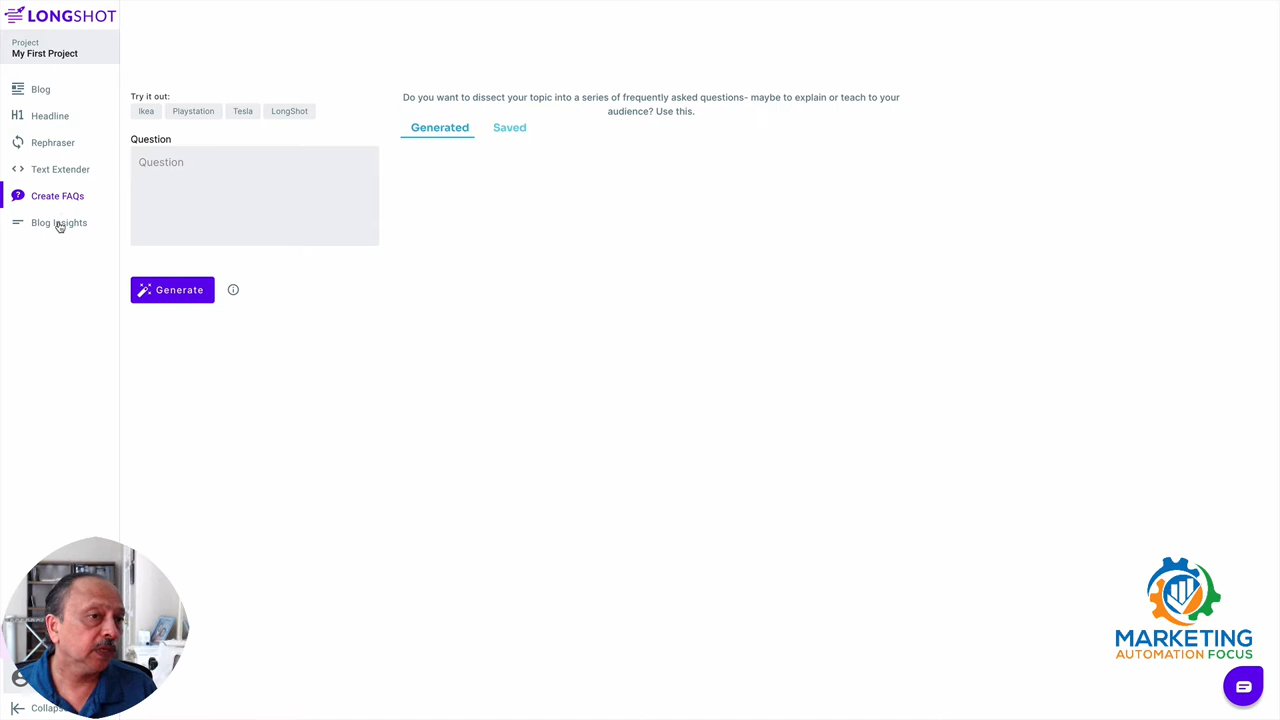 LONGSHOT
Project
My First Project
Blog
H1 Headline
Rephraser
Text Extender
? Create FAQs
Blog Insights
Try it out:
Ikea Playstation Tesla LongShot
Question
Question
Generate
Do you want to dissect your topic into a series of frequently asked questions- maybe to explain or teach to your
audience? Use this.
Generated Saved
MARKETING
AUTOMATION FOCUS